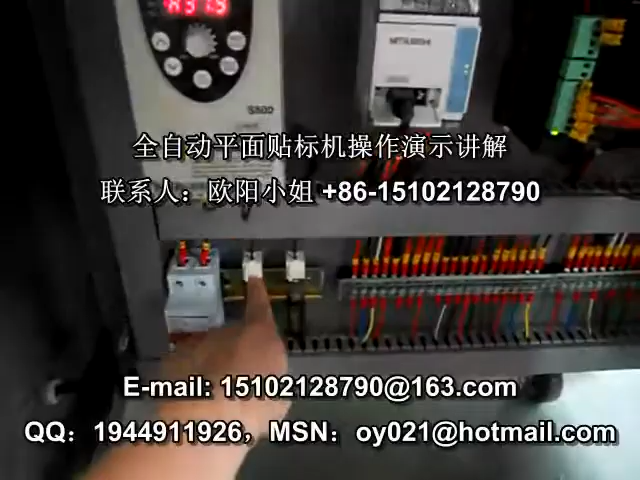 MITSUBISHI
全自动平面贴标机操作演示讲解
联系人：欧阳小姐 +86-15102128790
E-mail: 15102128790@163.com
QQ：1944911926，MSN：oy021@hotmail.com